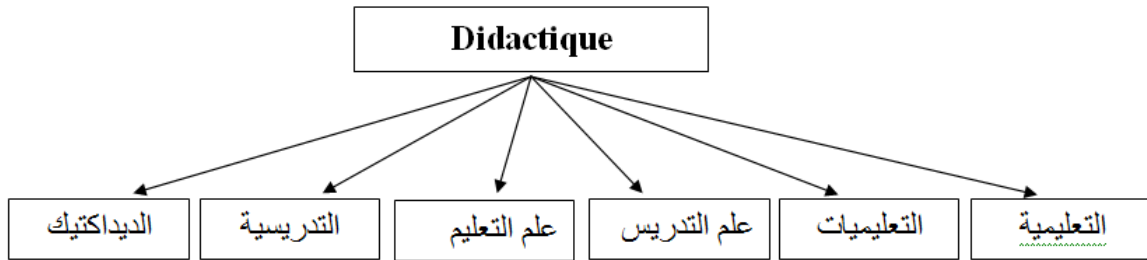 Didactique
التعليمية
التعليميات
علم التدريس
علم التعليم
التدريسية
الديداكتيك